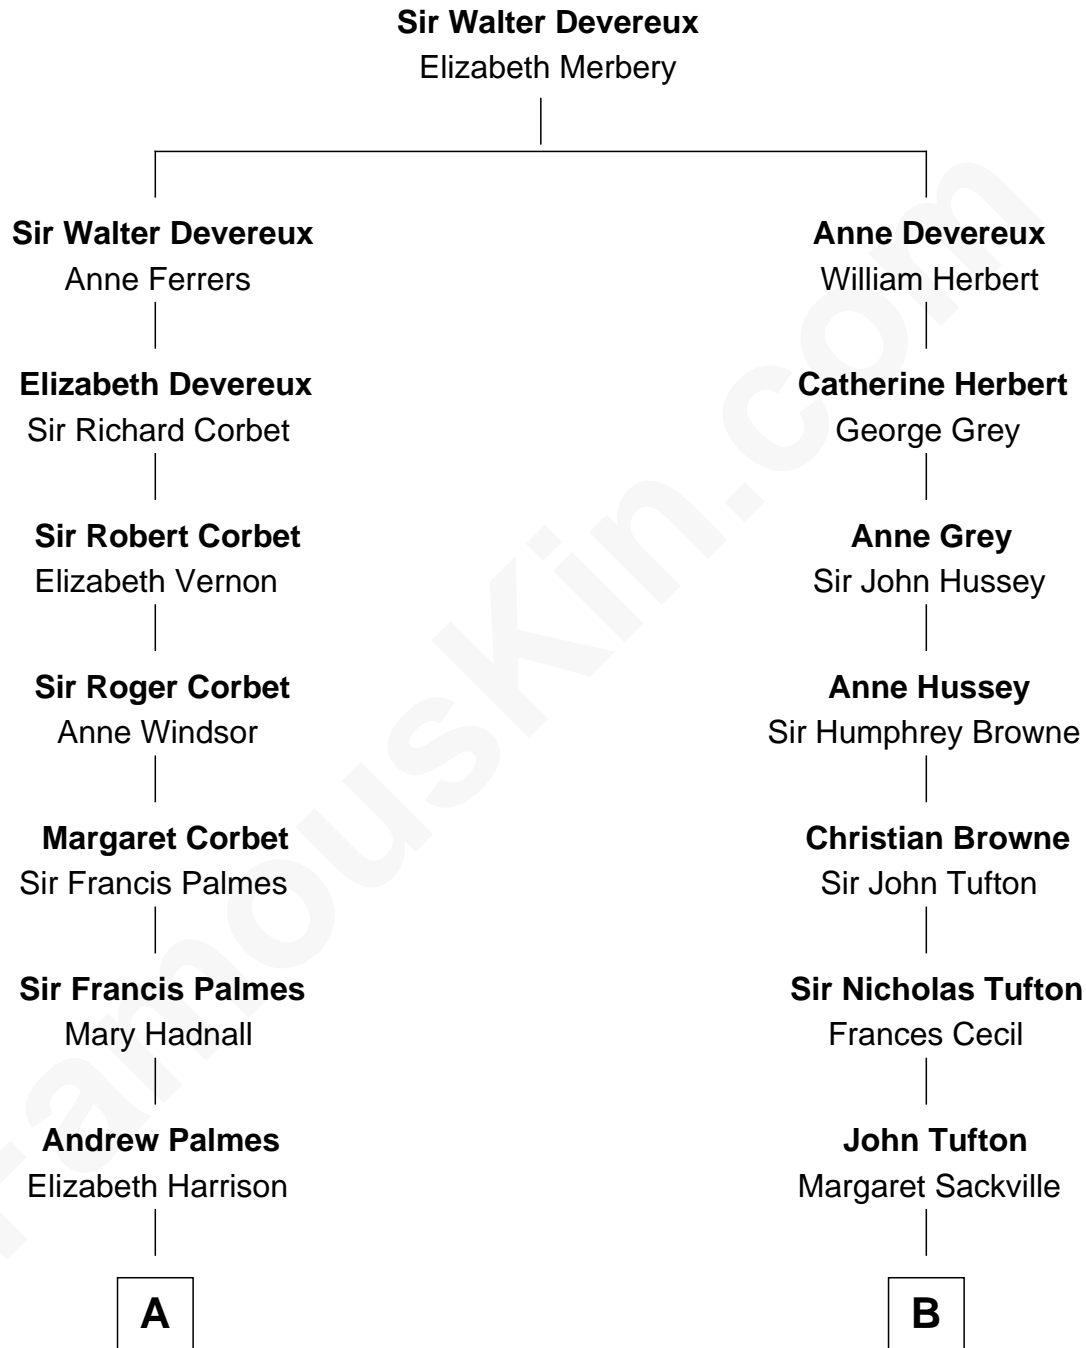 Sir Walter Devereux
Elizabeth Merbery
Sir Walter Devereux
Anne Ferrers
Anne Devereux
William Herbert
Elizabeth Devereux
Sir Richard Corbet
Catherine Herbert
George Grey
Sir Robert Corbet
Elizabeth Vernon
Anne Grey
Sir John Hussey
Sir Roger Corbet
Anne Windsor
Anne Hussey
Sir Humphrey Browne
Margaret Corbet
Sir Francis Palmes
Christian Browne
Sir John Tufton
Sir Francis Palmes
Mary Hadnall
Sir Nicholas Tufton
Frances Cecil
Andrew Palmes
Elizabeth Harrison
John Tufton
Margaret Sackville
A
B
FamousKin.com